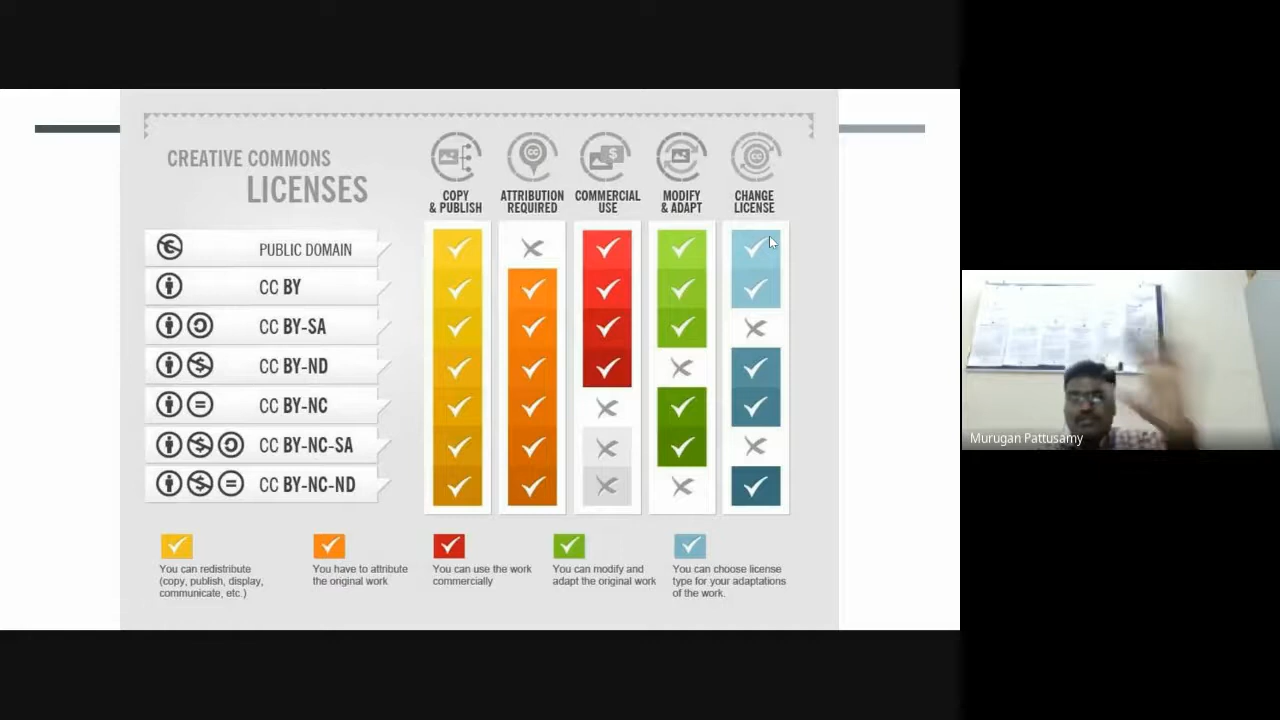 CREATIVE COMMONS
LICENSES
COPY
& PUBLISH
ATTRIBUTION
REQUIRED
COMMERCIAL
USE
MODIFY
& ADAPT
CHANGE
LICENSE
PUBLIC DOMAIN
CC BY
CC BY-SA
CC BY-ND
CC BY-NC
CC BY-NC-SA
CC BY-NC-ND
You can redistribute
(copy, publish, display,
communicate, etc.)
You have to attribute
the original work
You can use the work
commercially
You can modify and
adapt the original work
You can choose license
type for your adaptations
of the work.
Murugan Pattusamy